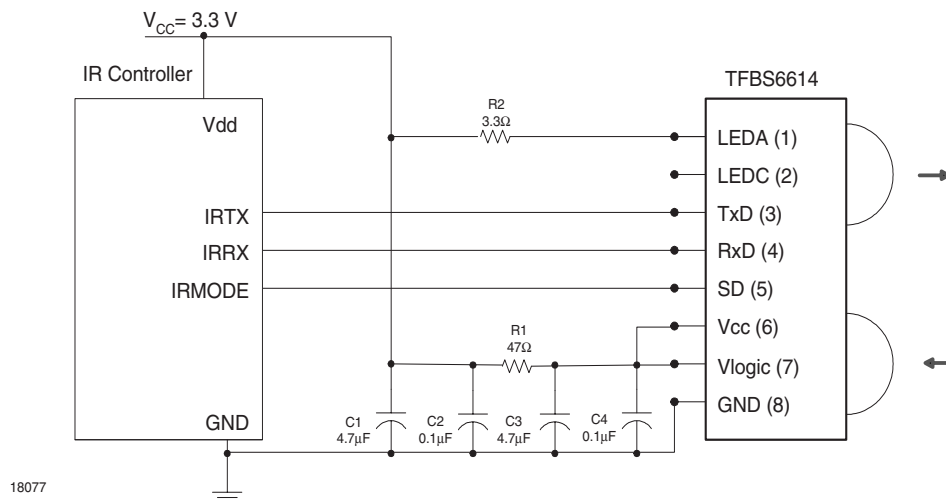 V_CC= 3.3 V
IR Controller
TFBS6614
Vdd
R2
3.3Ω
LEDA (1)
LEDC (2)
IRTX
TxD (3)
IRRX
RxD (4)
IRMODE
SD (5)
Vcc (6)
R1
47Ω
Vlogic (7)
GND (8)
GND
C1
4.7μF
C2
0.1μF
C3
4.7μF
C4
0.1μF
18077